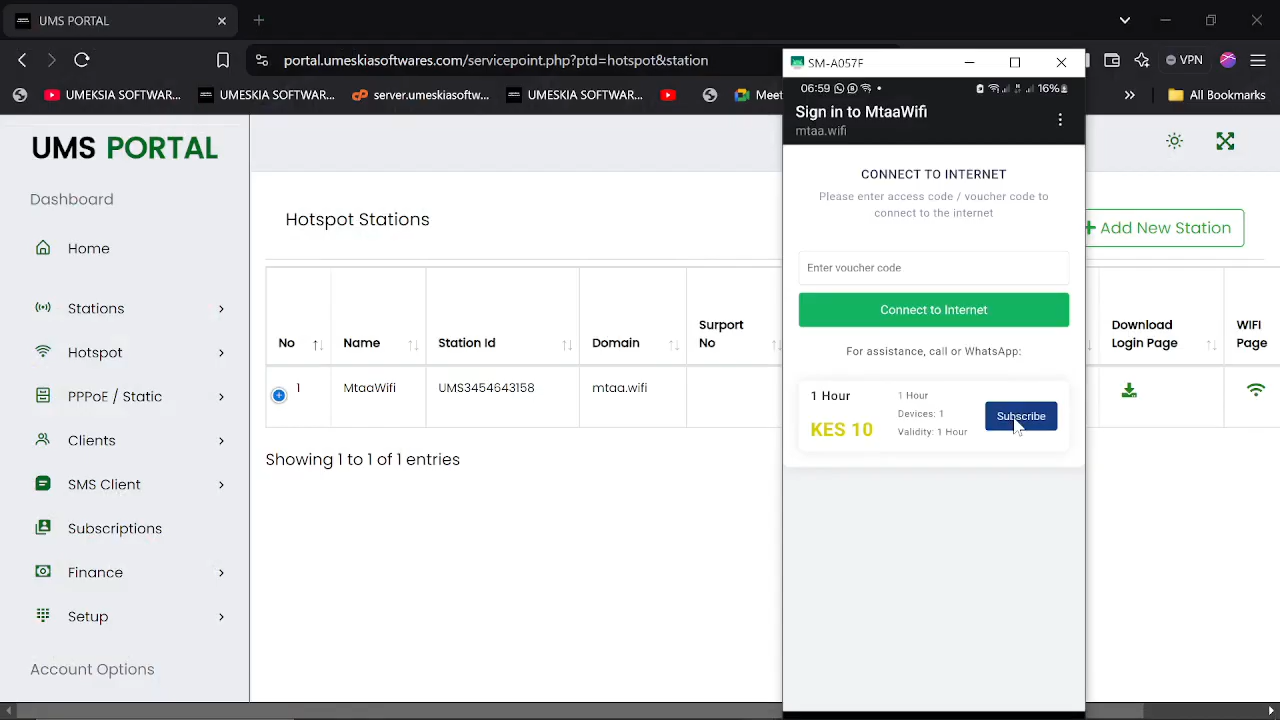 UMS PORTAL
portal.umeskiasoftwares.com/servicepoint.php?td=hotspot&station
VPN
UMEKSIA SOFTWAR...
UMESKIA SOFTWAR...
server.umeskiasoftwar...
UMESKIA SOFTWAR...
Meet
All Bookmarks
UMS PORTAL
Dashboard
Home
Stations
Hotspot
PPPoE / Static
Clients
SMS Client
Subscriptions
Finance
Setup
Account Options
Hotspot Stations
+ Add New Station
No
Name
Station Id
Domain
Surport
No
Download
Login Page
WIFI
Page
1
MtaaWifi
UMS3454643158
mtaa.wifi
Showing 1 to 1 of 1 entries
SM-A057F
06:59
16%
Sign in to MtaaWifi
mtaa.wifi
CONNECT TO INTERNET
Please enter access code / voucher code to
connect to the internet
Enter voucher code
Connect to Internet
For assistance, call or WhatsApp:
1 Hour
KES 10
1 Hour
Devices: 1
Validity: 1 Hour
Subscribe